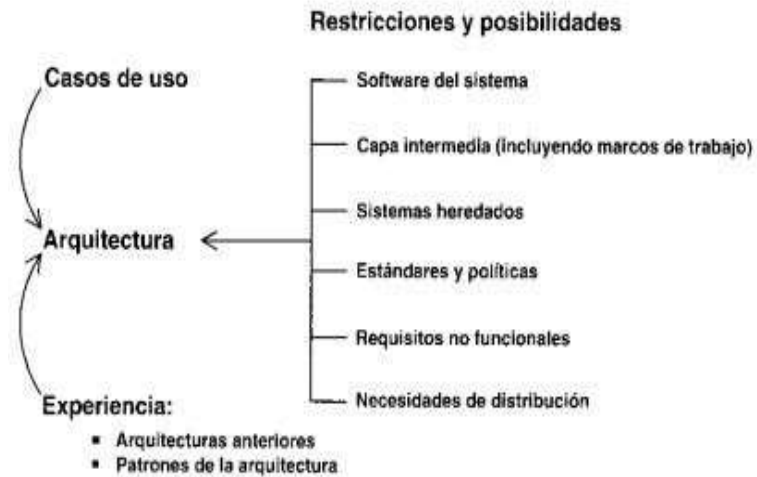 Restricciones y posibilidades
Casos de uso
Software del sistema
Capa intermedia (incluyendo marcos de trabajo)
Sistemas heredados
Arquitectura
Estándares y políticas
Requisitos no funcionales
Necesidades de distribución
Experiencia:
▪ Arquitecturas anteriores
▪ Patrones de la arquitectura